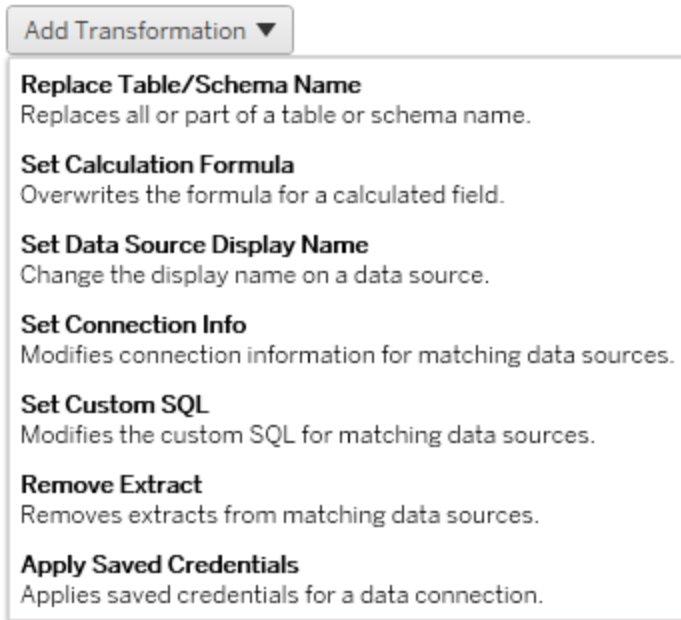 Add Transformation ▼
Replace Table/Schema Name
Replaces all or part of a table or schema name.
Set Calculation Formula
Overwrites the formula for a calculated field.
Set Data Source Display Name
Change the display name on a data source.
Set Connection Info
Modifies connection information for matching data sources.
Set Custom SQL
Modifies the custom SQL for matching data sources.
Remove Extract
Removes extracts from matching data sources.
Apply Saved Credentials
Applies saved credentials for a data connection.